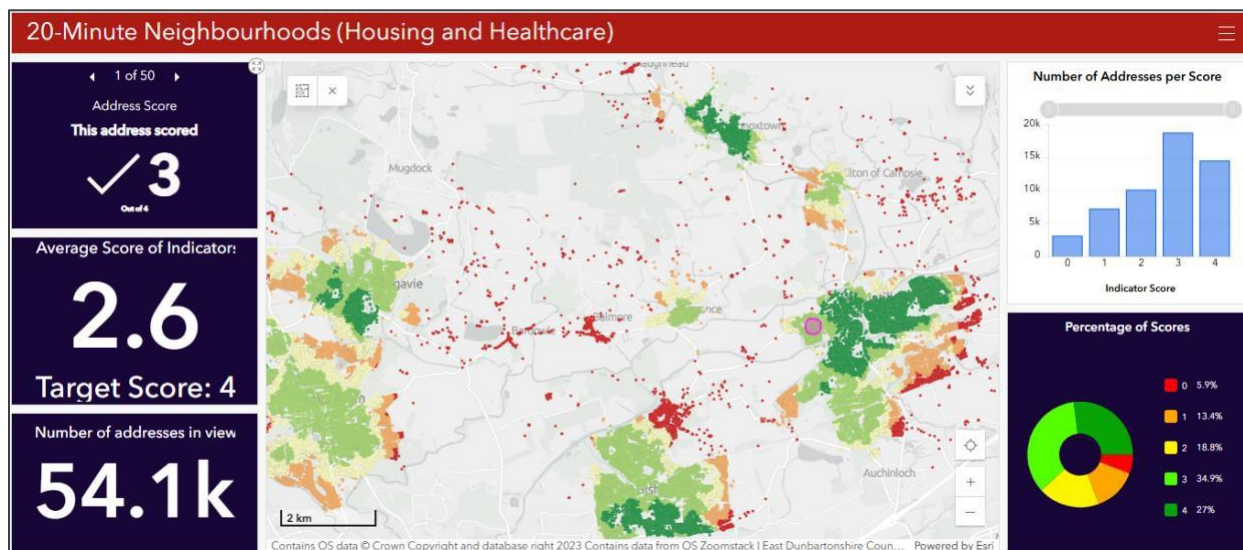 20-Minute Neighbourhoods (Housing and Healthcare)
1 of 50
Address Score
This address scored
3
Out of 4
Average Score of Indicators
2.6
Target Score: 4
Number of addresses in view
54.1k
Mugdock
noxtown
lton of Campsie
gavie
Bardowie
Balmore
nce
Auchinloch
2 km
Contains OS data © Crown Copyright and database right 2023 Contains data from OS Zoomstack | East Dunbartonshire Coun... Powered by Esri
Number of Addresses per Score
20k
15k
10k
5k
0
0 1 2 3 4
Indicator Score
Percentage of Scores
0 5.9%
1 13.4%
2 18.8%
3 34.9%
4 27%